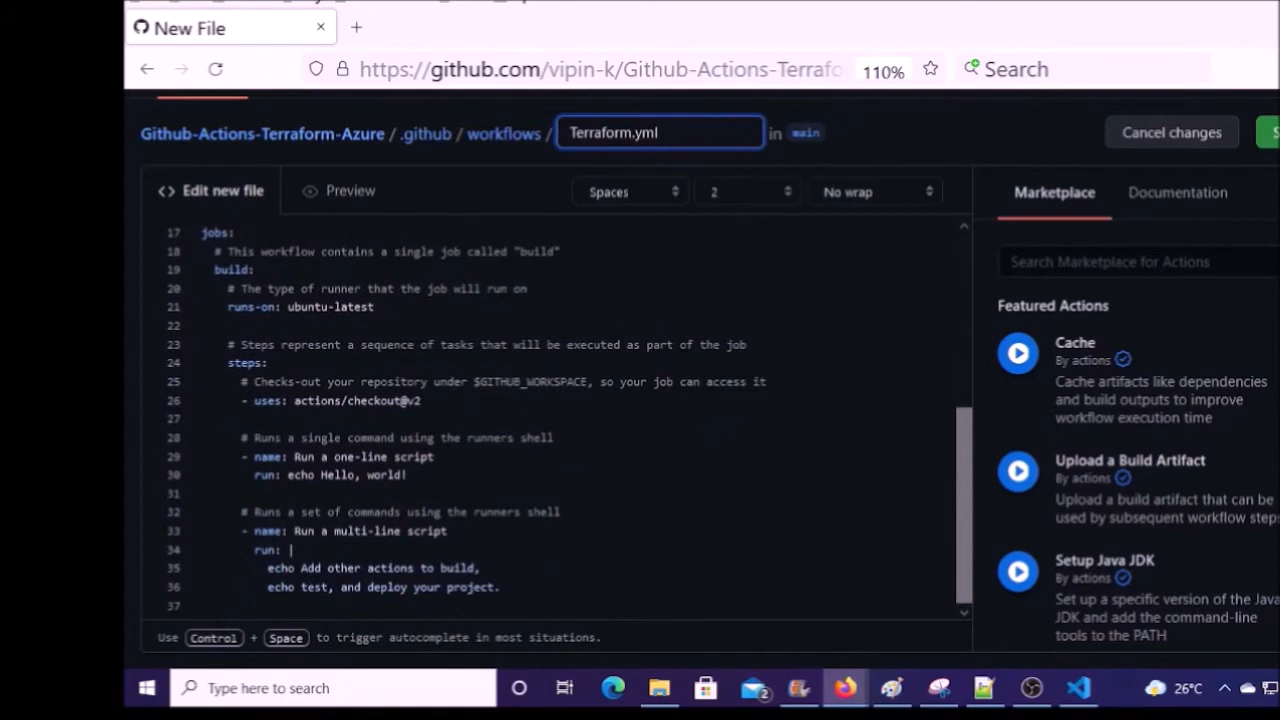 New File
https://github.com/vipin-k/Github-Actions-Terrafo
110%
Search
Github-Actions-Terraform-Azure / .github / workflows / Terraform.yml in main
Cancel changes
Edit new file
Preview
Spaces
2
No wrap
17 jobs:
18 # This workflow contains a single job called "build"
19 build:
20 # The type of runner that the job will run on
21 runs-on: ubuntu-latest
22
23 # Steps represent a sequence of tasks that will be executed as part of the job
24 steps:
25 # Checks-out your repository under $GITHUB_WORKSPACE, so your job can access it
26 - uses: actions/checkout@v2
27
28 # Runs a single command using the runners shell
29 - name: Run a one-line script
30 run: echo Hello, world!
31
32 # Runs a set of commands using the runners shell
33 - name: Run a multi-line script
34 run: |
35 echo Add other actions to build,
36 echo test, and deploy your project.
37
Use Control + Space to trigger autocomplete in most situations.
Marketplace
Documentation
Search Marketplace for Actions
Featured Actions
Cache
By actions
Cache artifacts like dependencies
and build outputs to improve
workflow execution time
Upload a Build Artifact
By actions
Upload a build artifact that can be
used by subsequent workflow steps
Setup Java JDK
By actions
Set up a specific version of the Java
JDK and add the command-line
tools to the PATH
Type here to search
2
26°C